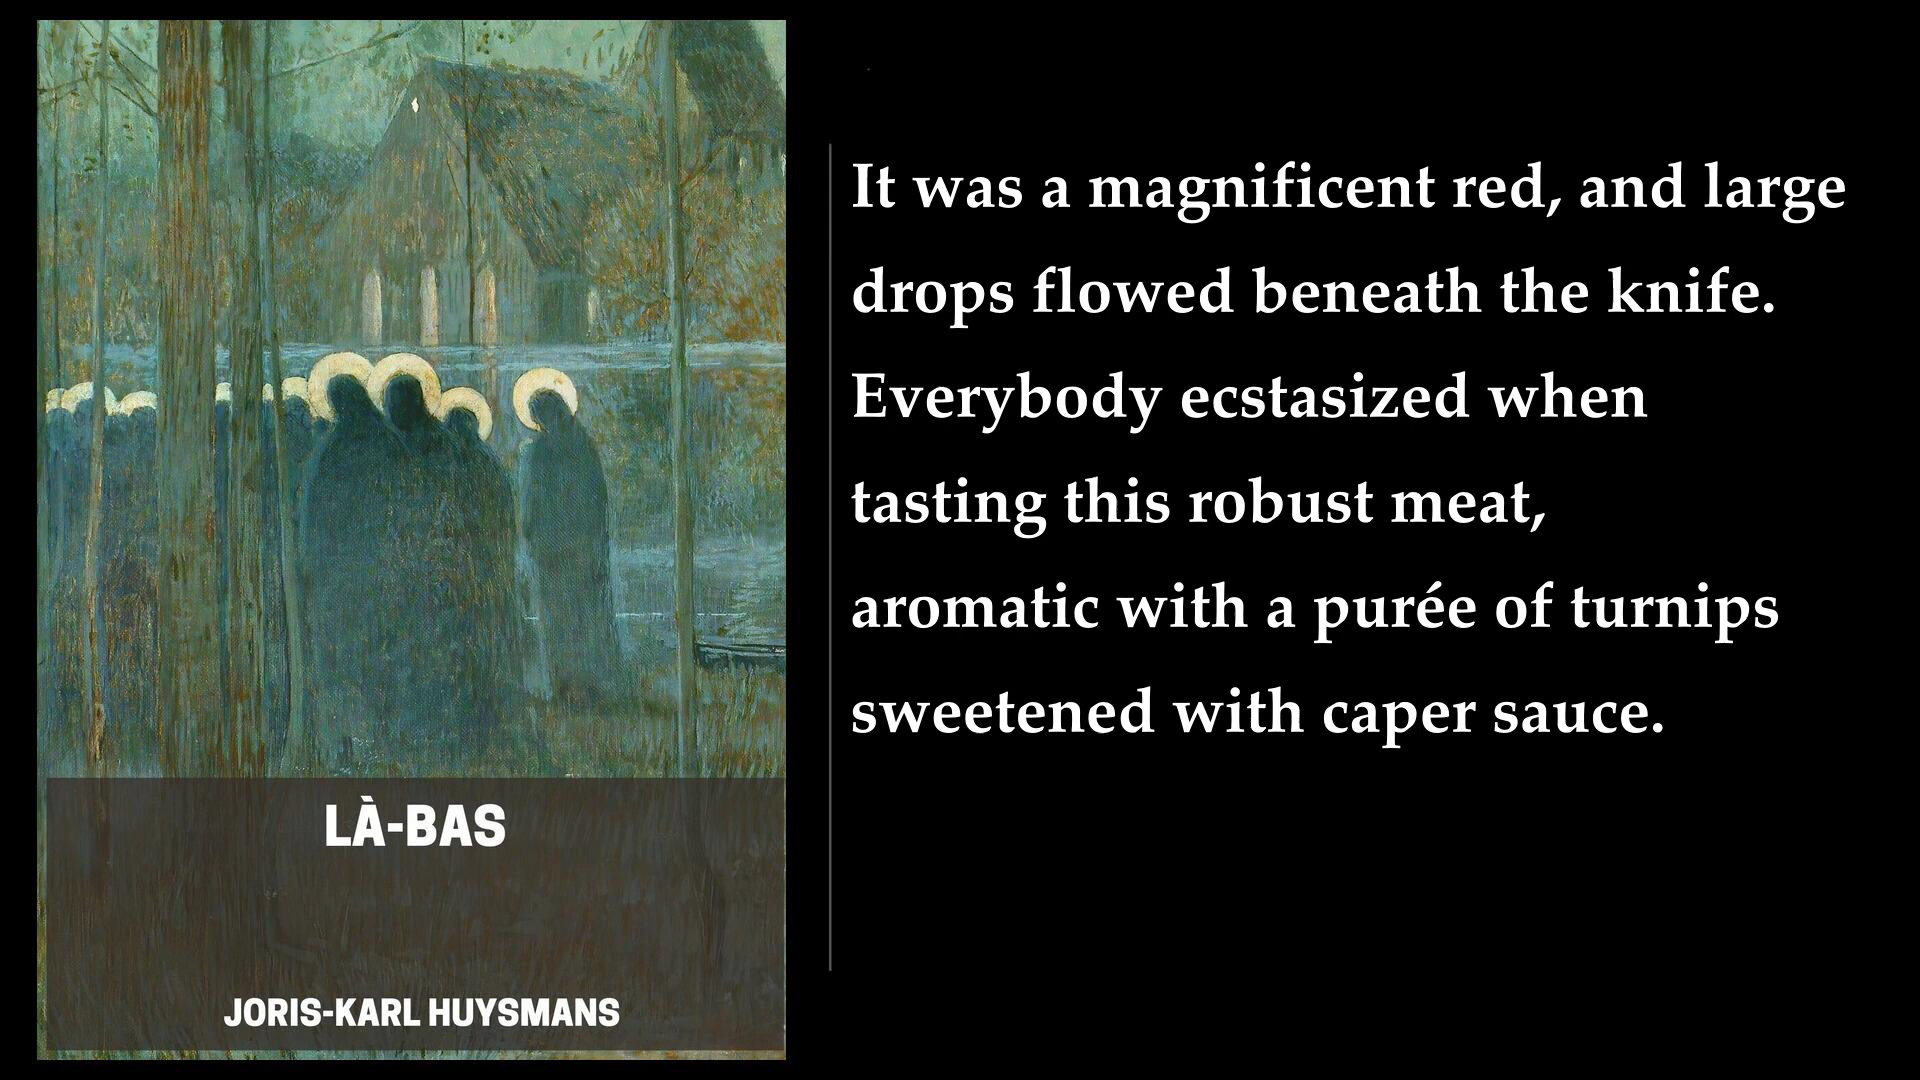 LÀ-BAS
JORIS-KARL HUYSMANS
It was a magnificent red, and large
drops flowed beneath the knife.
Everybody ecstasized when
tasting this robust meat,
aromatic with a purée of turnips
sweetened with caper sauce.